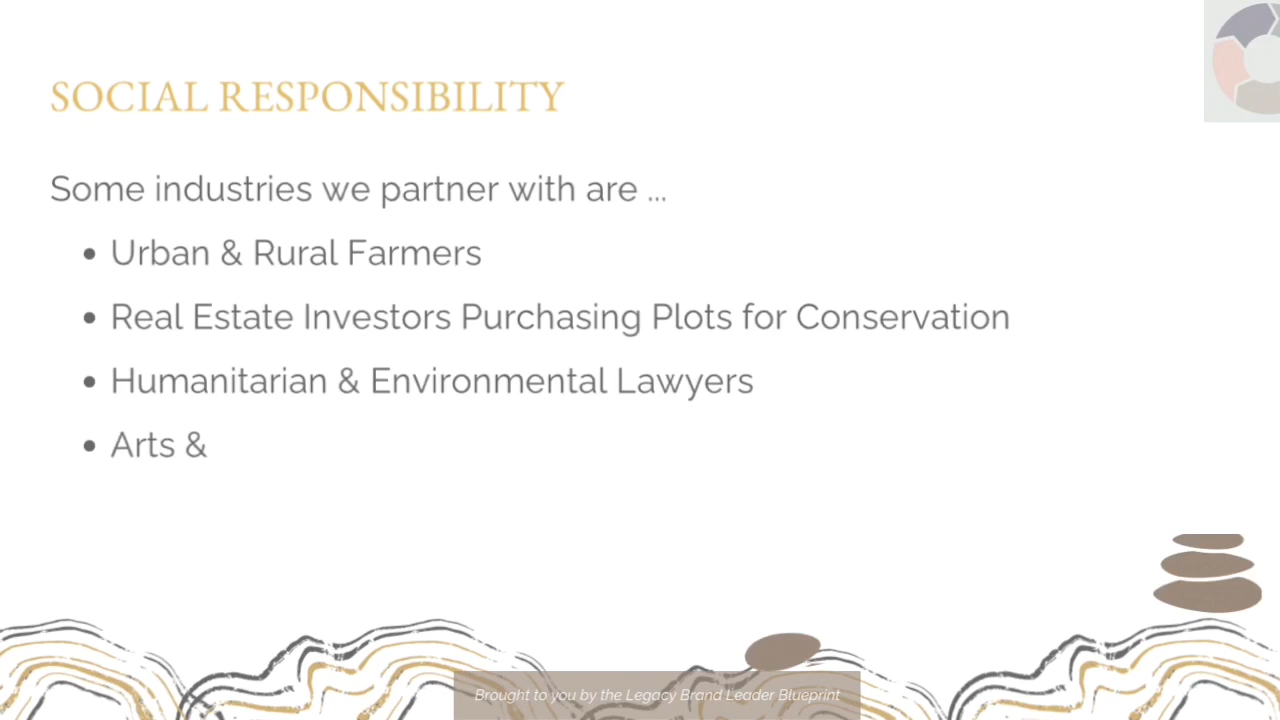 SOCIAL RESPONSIBILITY
Some industries we partner with are ...
• Urban & Rural Farmers
• Real Estate Investors Purchasing Plots for Conservation
• Humanitarian & Environmental Lawyers
• Arts &
Brought to you by the Legacy Brand Leader Blueprint